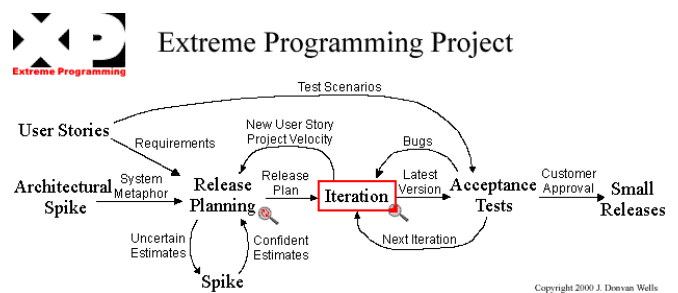 XP
Extreme Programming
Extreme Programming Project
Test Scenarios
User Stories
Requirements
New User Story
Project Velocity
Bugs
Architectural
Spike
System
Metaphor
Release
Planning
Release
Plan
Iteration
Latest
Version
Acceptance
Tests
Customer
Approval
Small
Releases
Uncertain
Estimates
Confident
Estimates
Next Iteration
Spike
Copyright 2000 J. Donvan Wells